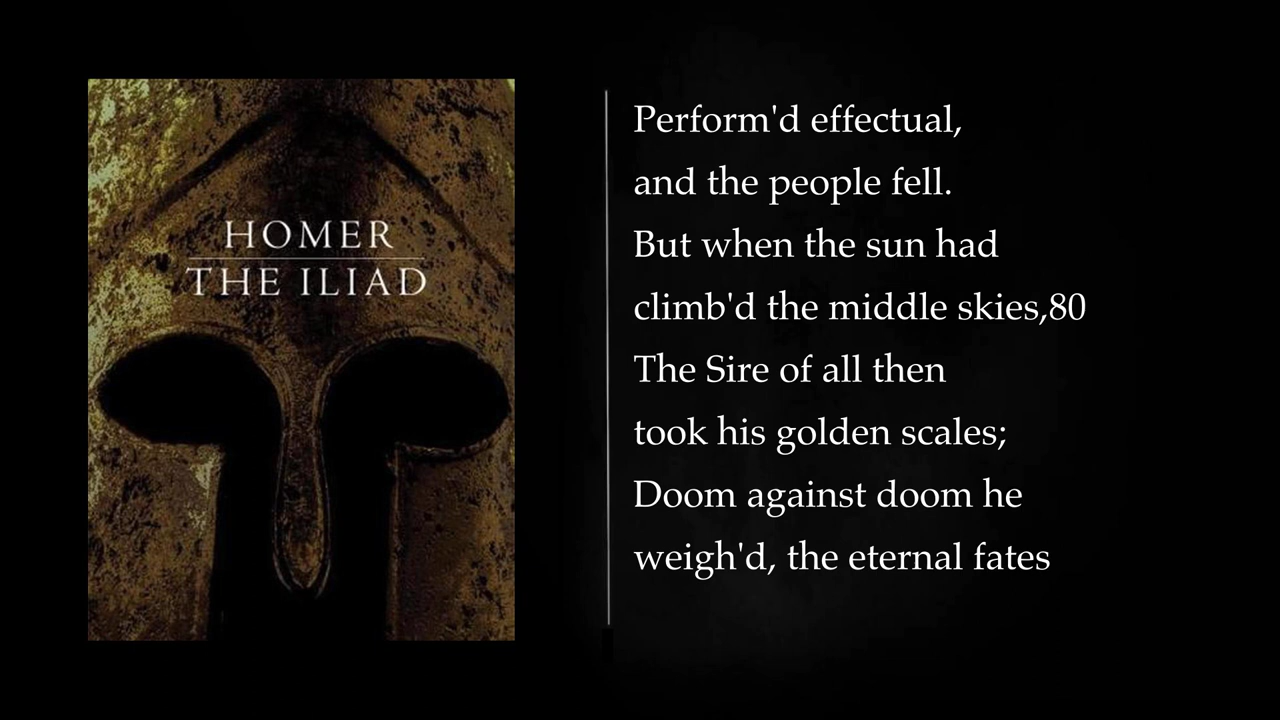 HOMER
THE ILIAD
Perform'd effectual,
and the people fell.
But when the sun had
climb'd the middle skies,80
The Sire of all then
took his golden scales;
Doom against doom he
weigh'd, the eternal fates